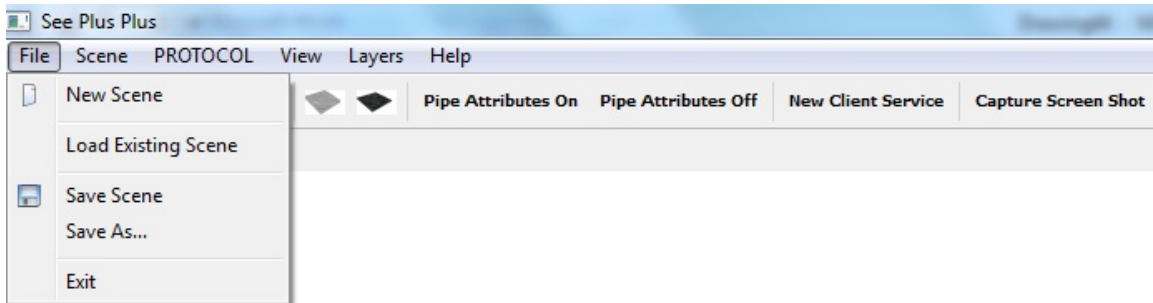 See Plus Plus
File Scene PROTOCOL View Layers Help
New Scene
Pipe Attributes On Pipe Attributes Off New Client Service Capture Screen Shot
Load Existing Scene
Save Scene
Save As...
Exit